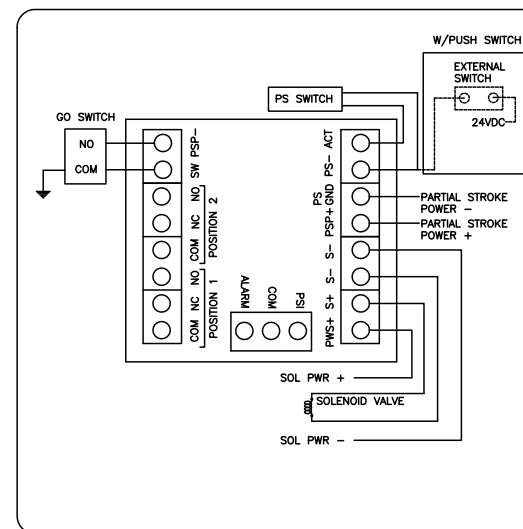 W/PUSH SWITCH
EXTERNAL
SWITCH
24VDC
PS SWITCH
GO SWITCH
NO
COM
PSP-
SW
NO
NC
COM
POSITION 2
NO
NC
COM
POSITION 1
ALARM
COM
PSI
ACT
PS-
PS
GND
PSP+
S-
S-
S+
PWS+
PARTIAL STROKE
POWER -
PARTIAL STROKE
POWER +
SOL PWR +
SOLENOID VALVE
SOL PWR -